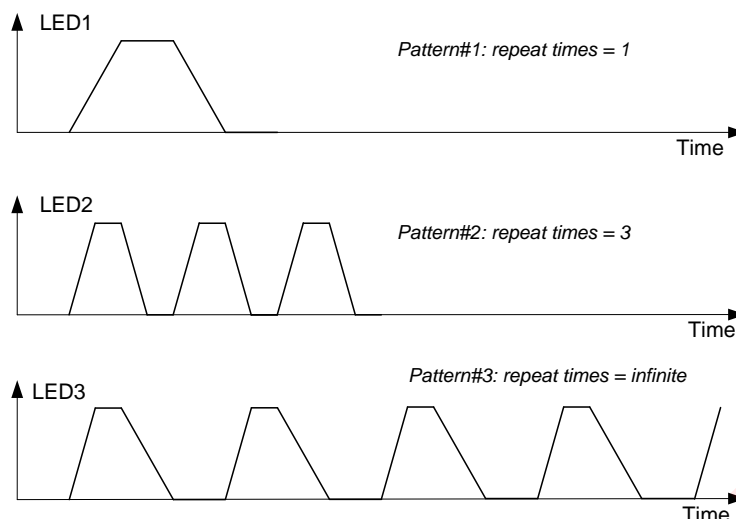 LED1
Pattern#1: repeat times = 1
Time
LED2
Pattern#2: repeat times = 3
Time
Pattern#3: repeat times = infinite
LED3
Time